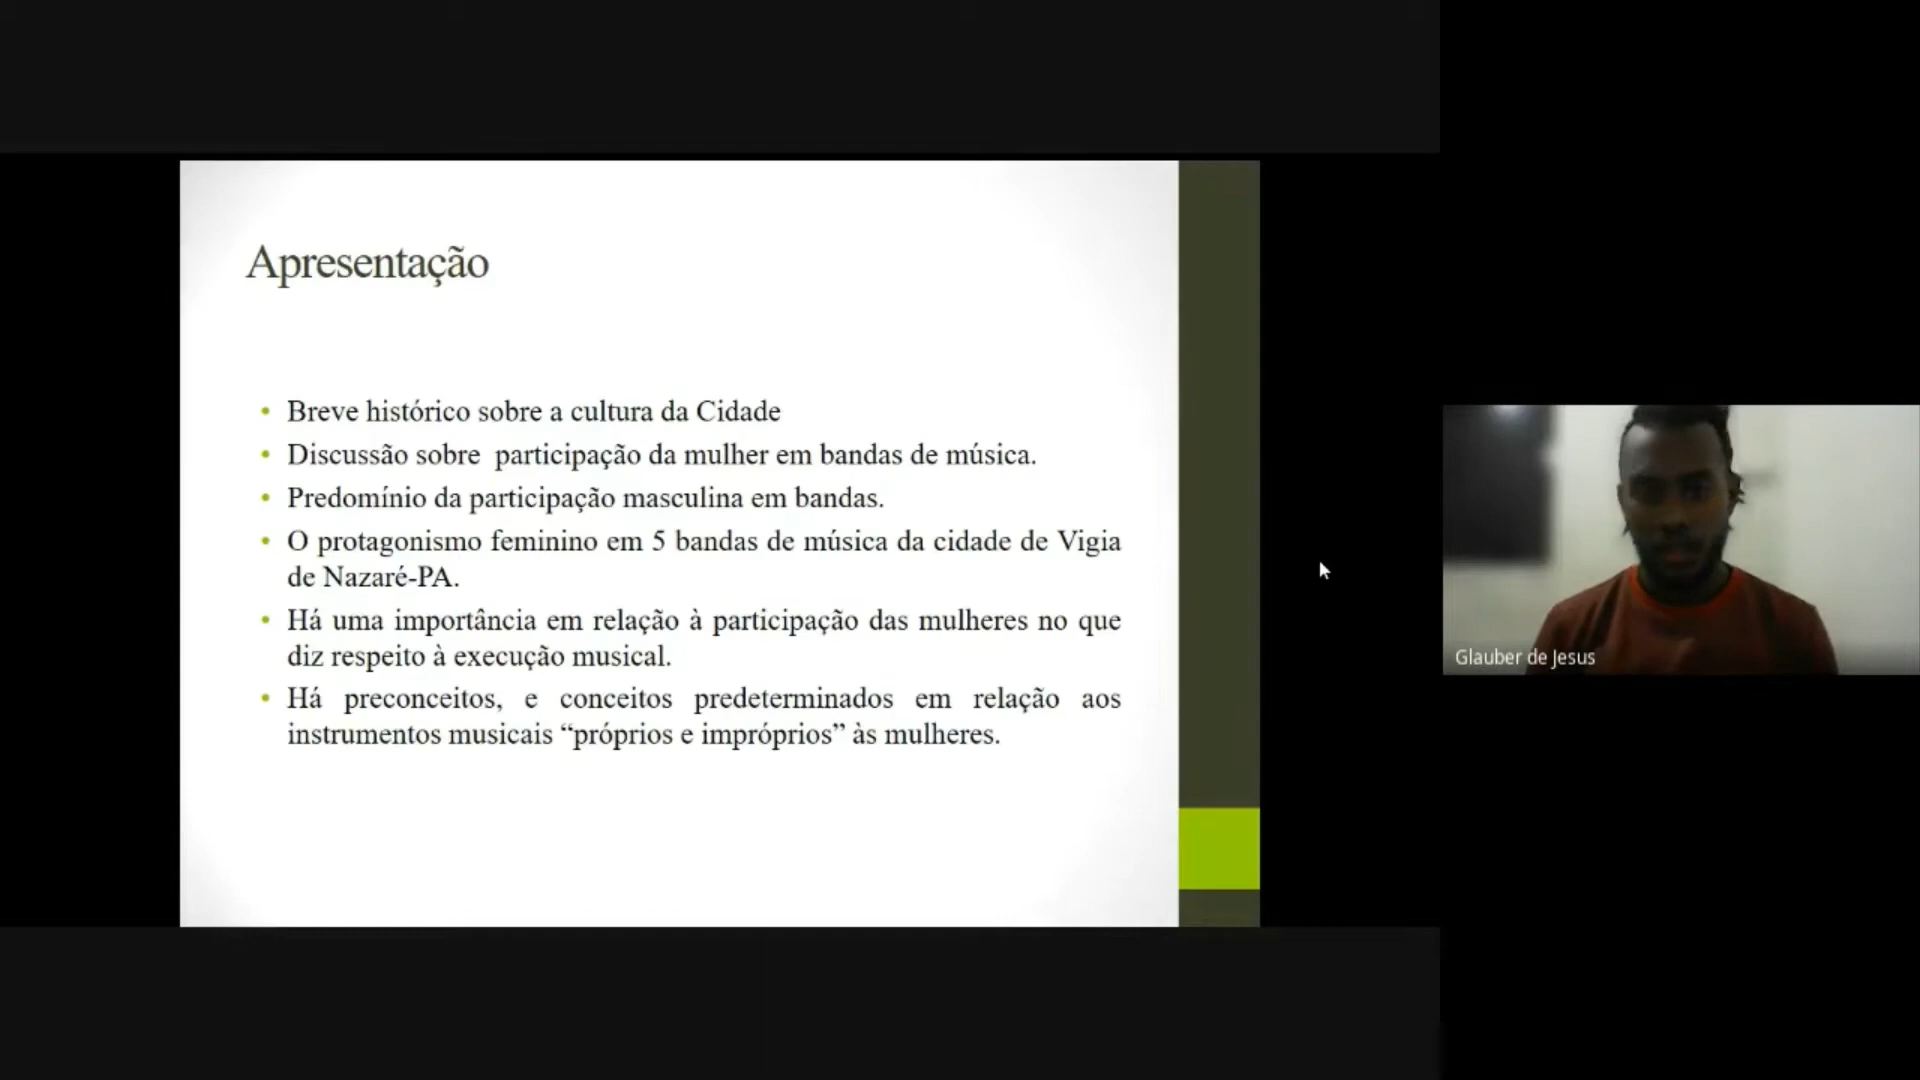 Apresentação
• Breve histórico sobre a cultura da Cidade
• Discussão sobre participação da mulher em bandas de música.
• Predomínio da participação masculina em bandas.
• O protagonismo feminino em 5 bandas de música da cidade de Vigia
de Nazaré-PA.
• Há uma importância em relação à participação das mulheres no que
diz respeito à execução musical.
• Há preconceitos, e conceitos predeterminados em relação aos
instrumentos musicais “próprios e impróprios” às mulheres.
Glauber de Jesus